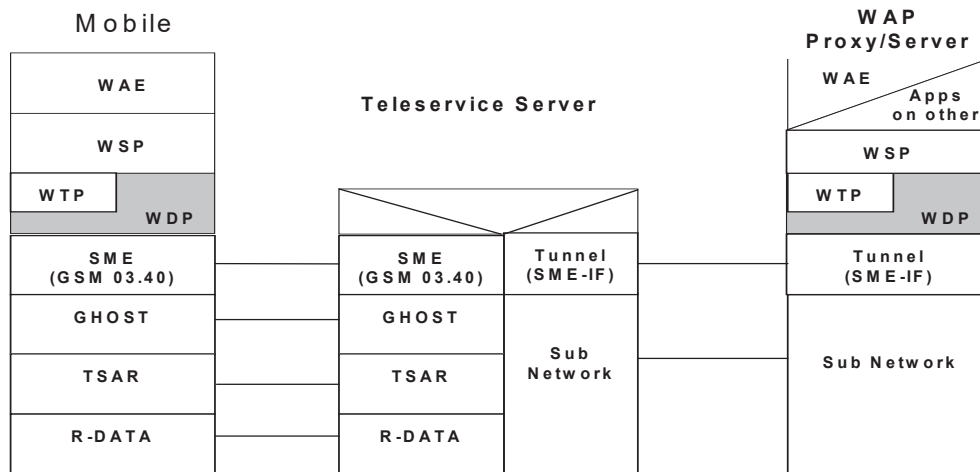 Mobile
WAE
WSP
WTP
WDP
SME
(GSM 03.40)
GHOST
TSAR
R-DATA
Teleservice Server
SME
(GSM 03.40)
GHOST
TSAR
R-DATA
Tunnel
(SME-IF)
Sub
Network
WAP
Proxy/Server
WAE
Apps
on other
WSP
WTP
WDP
Tunnel
(SME-IF)
Sub Network